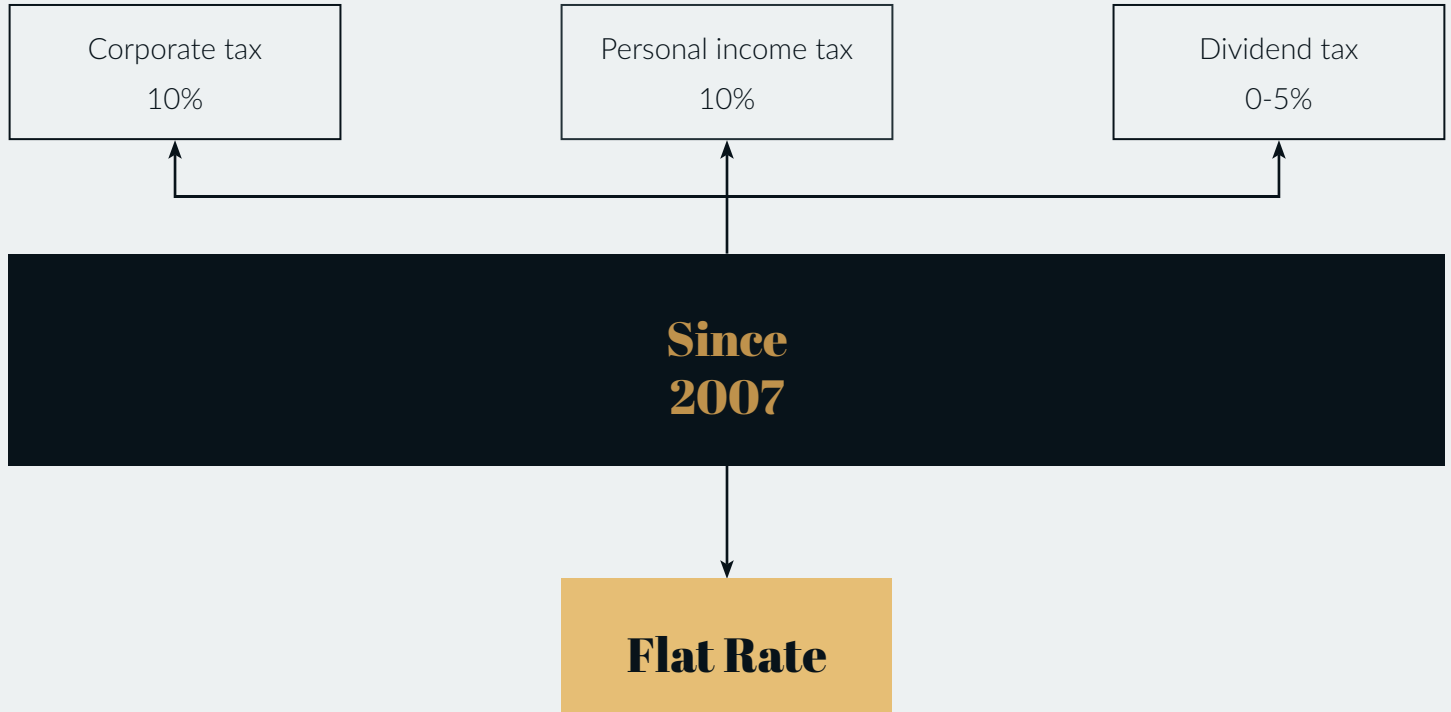 Corporate tax
10%
Personal income tax
10%
Dividend tax
0-5%
Since
2007
Flat Rate